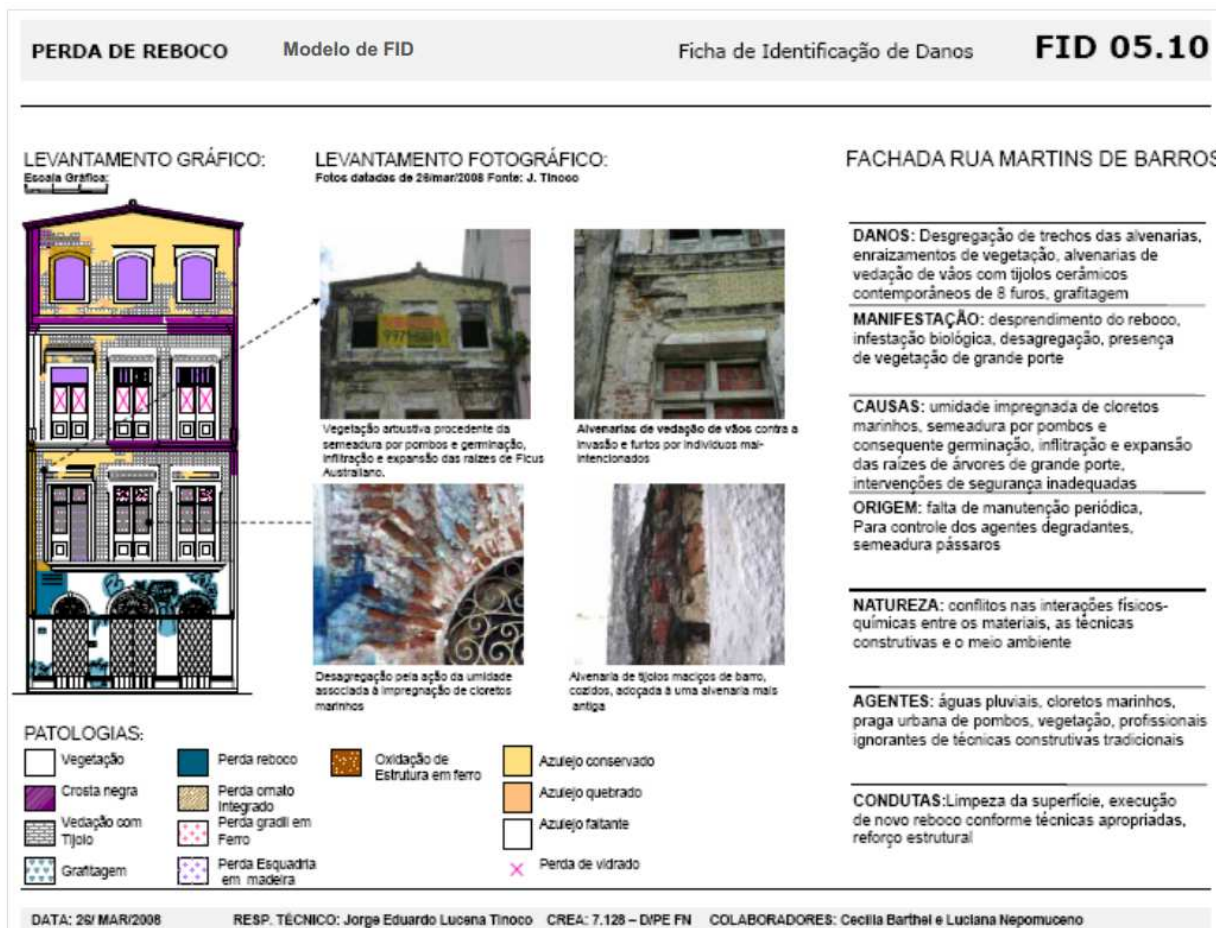 PERDA DE REBOCO Modelo de FID Ficha de Identificação de Danos FID 05.10
LEVANTAMENTO GRÁFICO:
Escala Gráfica:
LEVANTAMENTO FOTOGRÁFICO:
Fotos datadas de 26/mar/2008 Fonte: J. Tinoco
Vegetação arbustiva procedente da
semeadura por pombos e germinação,
infiltração e expansão das raízes de Ficus
Australiano.
Alvenarias de vedação de vãos contra a
invasão e furtos por indivíduos mal-
intencionados
Desagregação pela ação da umidade
associada à impregnação de cloretos
marinhos
Alvenaria de tijolos maciços de barro,
cozidos, adoçada à uma alvenaria mais
antiga
FACHADA RUA MARTINS DE BARROS
DANOS: Desgregação de trechos das alvenarias,
enraizamentos de vegetação, alvenarias de
vedação de vãos com tijolos cerâmicos
contemporâneos de 8 furos, grafitagem
MANIFESTAÇÃO: desprendimento do reboco,
infestação biológica, desagregação, presença
de vegetação de grande porte
CAUSAS: umidade impregnada de cloretos
marinhos, semeadura por pombos e
consequente germinação, infiltração e expansão
das raízes de árvores de grande porte,
intervenções de segurança inadequadas
ORIGEM: falta de manutenção periódica,
Para controle dos agentes degradantes,
semeadura pássaros
NATUREZA: conflitos nas interações físicos-
químicas entre os materiais, as técnicas
construtivas e o meio ambiente
AGENTES: águas pluviais, cloretos marinhos,
praga urbana de pombos, vegetação, profissionais
ignorantes de técnicas construtivas tradicionais
CONDUTAS:Limpeza da superfície, execução
de novo reboco conforme técnicas apropriadas,
reforço estrutural
PATOLOGIAS:
Vegetação
Crosta negra
Vedação com
Tijolo
Grafitagem
Perda reboco
Perda ornato
Integrado
Perda gradil em
Ferro
Perda Esquadria
em madeira
Oxidação de
Estrutura em ferro
Azulejo conservado
Azulejo quebrado
Azulejo faltante
Perda de vidrado
DATA: 26/ MAR/2008 RESP. TÉCNICO: Jorge Eduardo Lucena Tinoco CREA: 7.128 – D/PE FN COLABORADORES: Cecilia Barthel e Luciana Nepomuceno